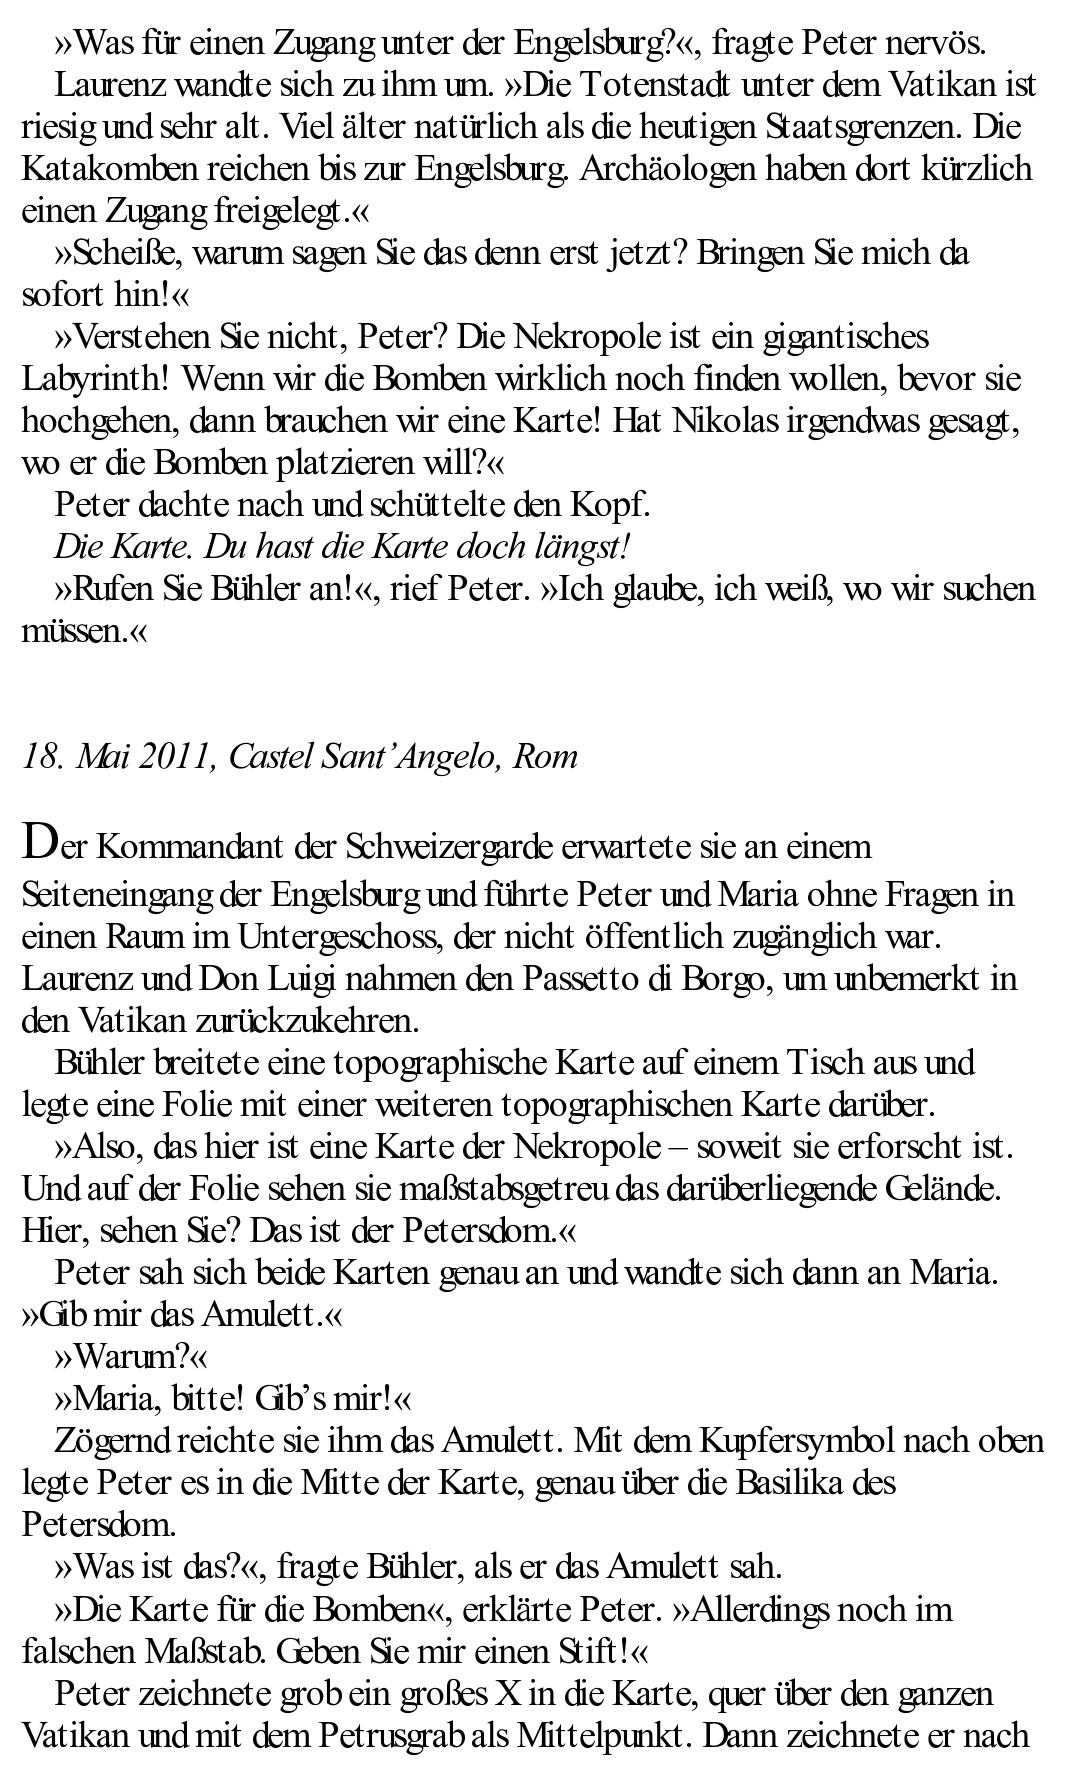 »Was für einen Zugang unter der Engelsburg?«, fragte Peter nervös.
Laurenz wandte sich zu ihm um. »Die Totenstadt unter dem Vatikan ist
riesig und sehr alt. Viel älter natürlich als die heutigen Staatsgrenzen. Die
Katakomben reichen bis zur Engelsburg. Archäologen haben dort kürzlich
einen Zugang freigelegt.«
»Scheiße, warum sagen Sie das denn erst jetzt? Bringen Sie mich da
sofort hin!«
»Verstehen Sie nicht, Peter? Die Nekropole ist ein gigantisches
Labyrinth! Wenn wir die Bomben wirklich noch finden wollen, bevor sie
hochgehen, dann brauchen wir eine Karte! Hat Nikolas irgendwas gesagt,
wo er die Bomben platzieren will?«
Peter dachte nach und schüttelte den Kopf.
Die Karte. Du hast die Karte doch längst!
»Rufen Sie Bühler an!«, rief Peter. »Ich glaube, ich weiß, wo wir suchen
müssen.«
18. Mai 2011, Castel Sant’Angelo, Rom
Der Kommandant der Schweizergarde erwartete sie an einem
Seiteneingang der Engelsburg und führte Peter und Maria ohne Fragen in
einen Raum im Untergeschoss, der nicht öffentlich zugänglich war.
Laurenz und Don Luigi nahmen den Passetto di Borgo, um unbemerkt in
den Vatikan zurückzukehren.
Bühler breitete eine topographische Karte auf einem Tisch aus und
legte eine Folie mit einer weiteren topographischen Karte darüber.
»Also, das hier ist eine Karte der Nekropole – soweit sie erforscht ist.
Und auf der Folie sehen sie maßstabsgetreu das darüberliegende Gelände.
Hier, sehen Sie? Das ist der Petersdom.«
Peter sah sich beide Karten genau an und wandte sich dann an Maria.
»Gib mir das Amulett.«
»Warum?«
»Maria, bitte! Gib’s mir!«
Zögernd reichte sie ihm das Amulett. Mit dem Kupfersymbol nach oben
legte Peter es in die Mitte der Karte, genau über die Basilika des
Petersdom.
»Was ist das?«, fragte Bühler, als er das Amulett sah.
»Die Karte für die Bomben«, erklärte Peter. »Allerdings noch im
falschen Maßstab. Geben Sie mir einen Stift!«
Peter zeichnete grob ein großes X in die Karte, quer über den ganzen
Vatikan und mit dem Petrusgrab als Mittelpunkt. Dann zeichnete er nach